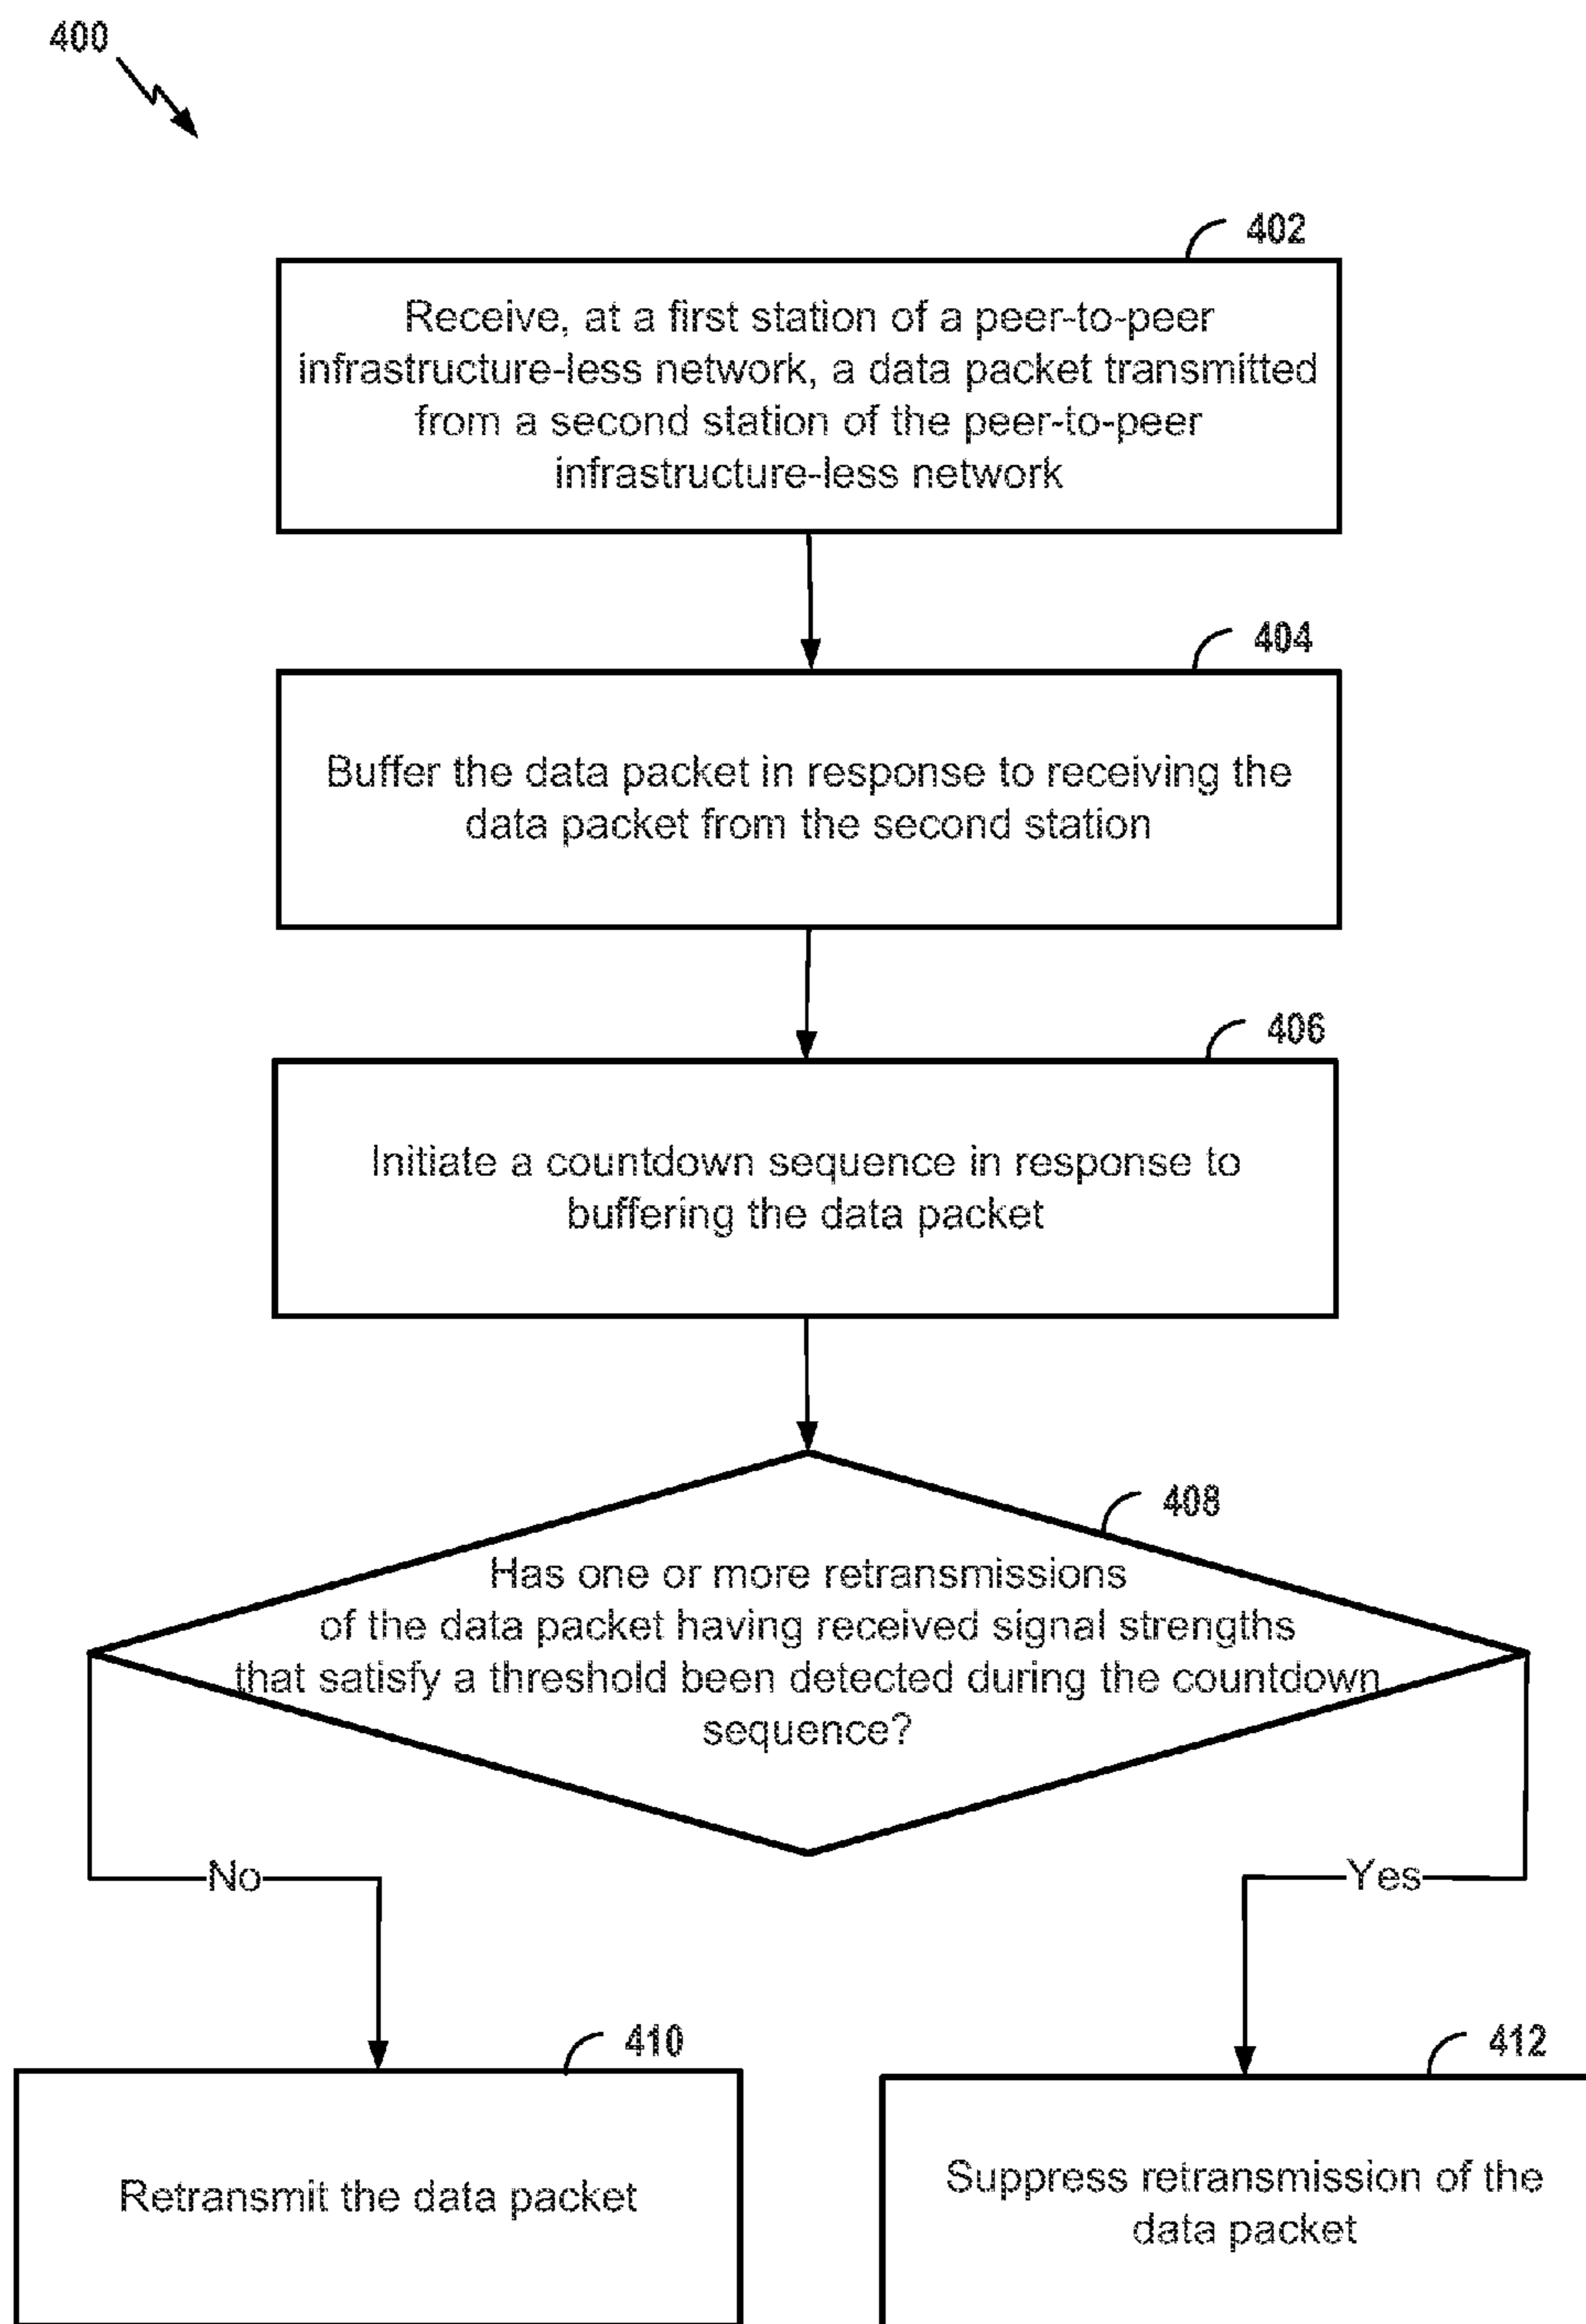 400
402
Receive, at a first station of a peer-to-peer
infrastructure-less network, a data packet transmitted
from a second station of the peer-to-peer
infrastructure-less network
404
Buffer the data packet in response to receiving the
data packet from the second station
406
Initiate a countdown sequence in response to
buffering the data packet
408
Has one or more retransmissions
of the data packet having received signal strengths
that satisfy a threshold been detected during the countdown
sequence?
No
Yes
410
Retransmit the data packet
412
Suppress retransmission of the
data packet